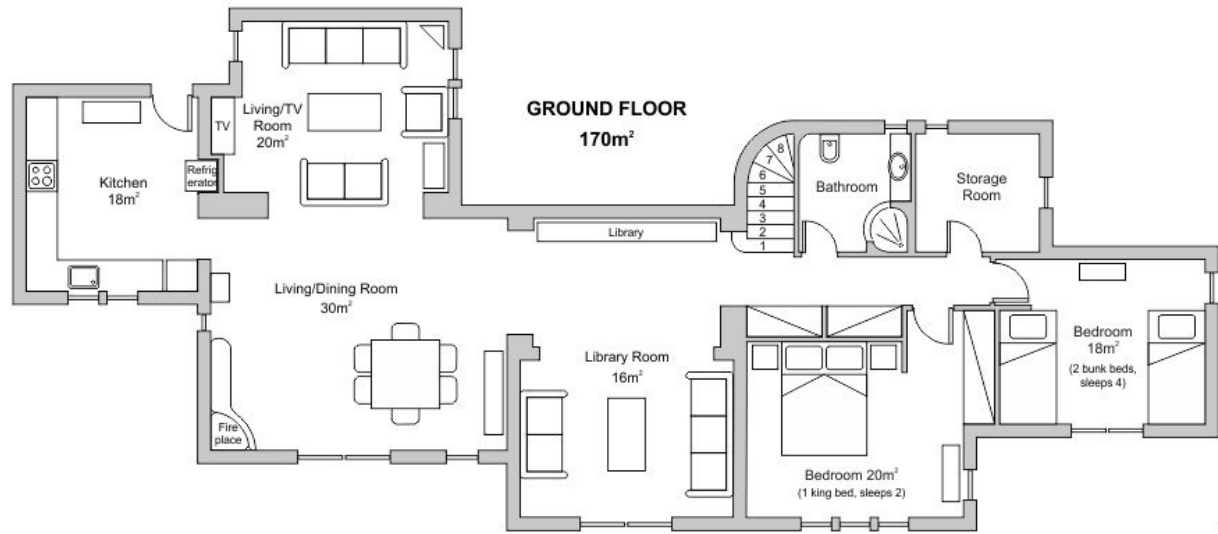 GROUND FLOOR
170m²
Living/TV
Room
20m²
TV
Refrig
erator
Kitchen
18m²
8
7
6
5
4
3
2
1
Bathroom
Storage
Room
Library
Living/Dining Room
30m²
Library Room
16m²
Bedroom
18m²
(2 bunk beds,
sleeps 4)
Fire
place
Bedroom 20m²
(1 king bed, sleeps 2)